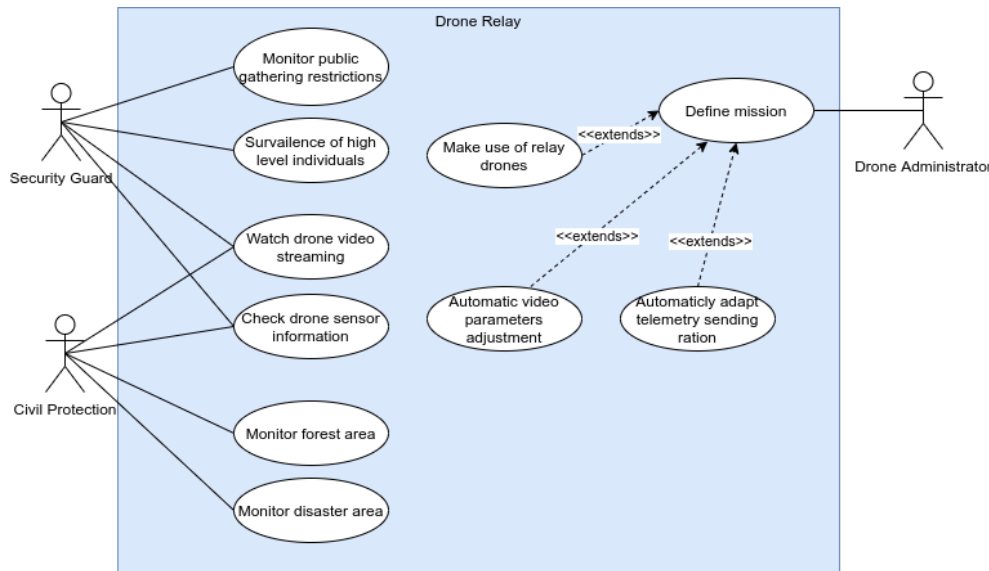 Drone Relay
Monitor public
gathering restrictions
Security Guard
Survailence of high
level individuals
Watch drone video
streaming
Check drone sensor
information
Civil Protection
Monitor forest area
Monitor disaster area
Make use of relay
drones
<<extends>>
Define mission
Drone Administrator
<<extends>>
<<extends>>
Automatic video
parameters
adjustment
Automaticly adapt
telemetry sending
ration